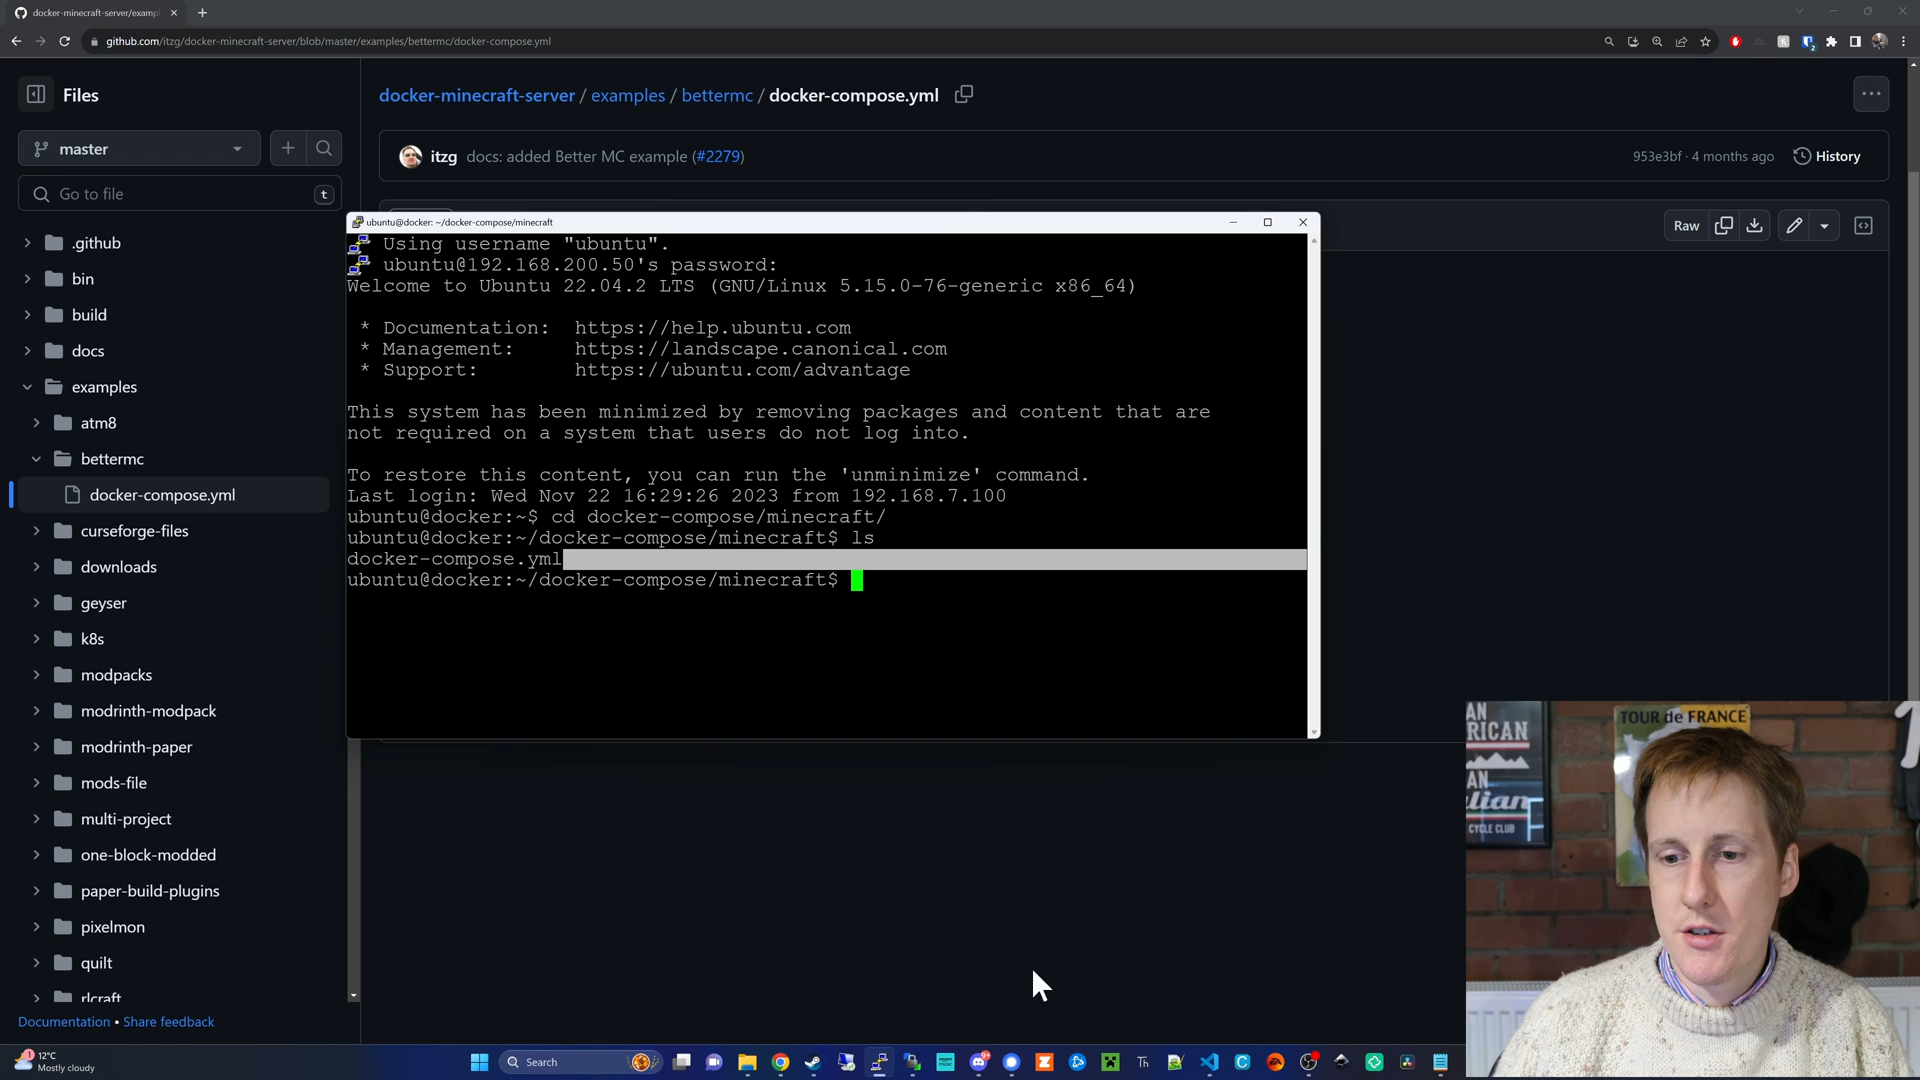 docker-minecraft-server/exampl
github.com/itzg/docker-minecraft-server/blob/master/examples/bettermc/docker-compose.yml
Files
docker-minecraft-server / examples / bettermc / docker-compose.yml
master
itzg docs: added Better MC example (#2279)
953e3bf · 4 months ago
History
Go to file
t
Raw
.github
bin
build
docs
examples
atm8
bettermc
docker-compose.yml
curseforge-files
downloads
geyser
k8s
modpacks
modrinth-modpack
modrinth-paper
mods-file
multi-project
one-block-modded
paper-build-plugins
pixelmon
quilt
rlcraft
Documentation • Share feedback
ubuntu@docker: ~/docker-compose/minecraft
Using username "ubuntu".
ubuntu@192.168.200.50's password:
Welcome to Ubuntu 22.04.2 LTS (GNU/Linux 5.15.0-76-generic x86_64)
* Documentation: https://help.ubuntu.com
* Management: https://landscape.canonical.com
* Support: https://ubuntu.com/advantage
This system has been minimized by removing packages and content that are
not required on a system that users do not log into.
To restore this content, you can run the 'unminimize' command.
Last login: Wed Nov 22 16:29:26 2023 from 192.168.7.100
ubuntu@docker:~$ cd docker-compose/minecraft/
ubuntu@docker:~/docker-compose/minecraft$ ls
docker-compose.yml
ubuntu@docker:~/docker-compose/minecraft$
TOUR de FRANCE
CYCLE CLUB
12°C
Mostly cloudy
Search